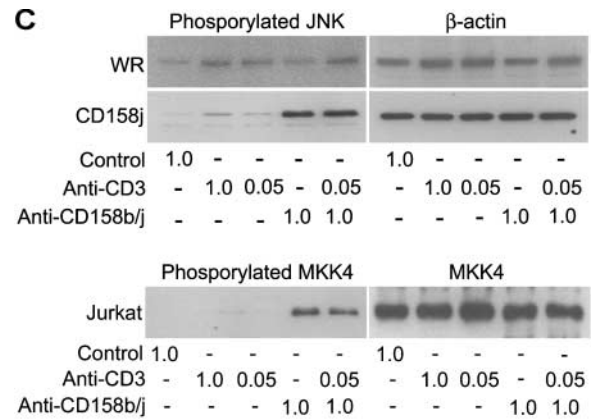 C
Phosporylated JNK β-actin
WR
CD158j
Control 1.0 - - - - 1.0 - - - -
Anti-CD3 - 1.0 0.05 - 0.05 - 1.0 0.05 - 0.05
Anti-CD158b/j - - - 1.0 1.0 - - - 1.0 1.0
Phosporylated MKK4 MKK4
Jurkat
Control 1.0 - - - - 1.0 - - - -
Anti-CD3 - 1.0 0.05 - 0.05 - 1.0 0.05 - 0.05
Anti-CD158b/j - - - 1.0 1.0 - - - 1.0 1.0